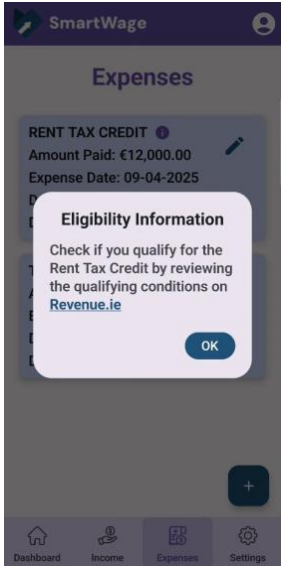 SmartWage
Expenses
RENT TAX CREDIT
Amount Paid: €12,000.00
Expense Date: 09-04-2025
Eligibility Information
Check if you qualify for the
Rent Tax Credit by reviewing
the qualifying conditions on
Revenue.ie
OK
+
Dashboard Income Expenses Settings